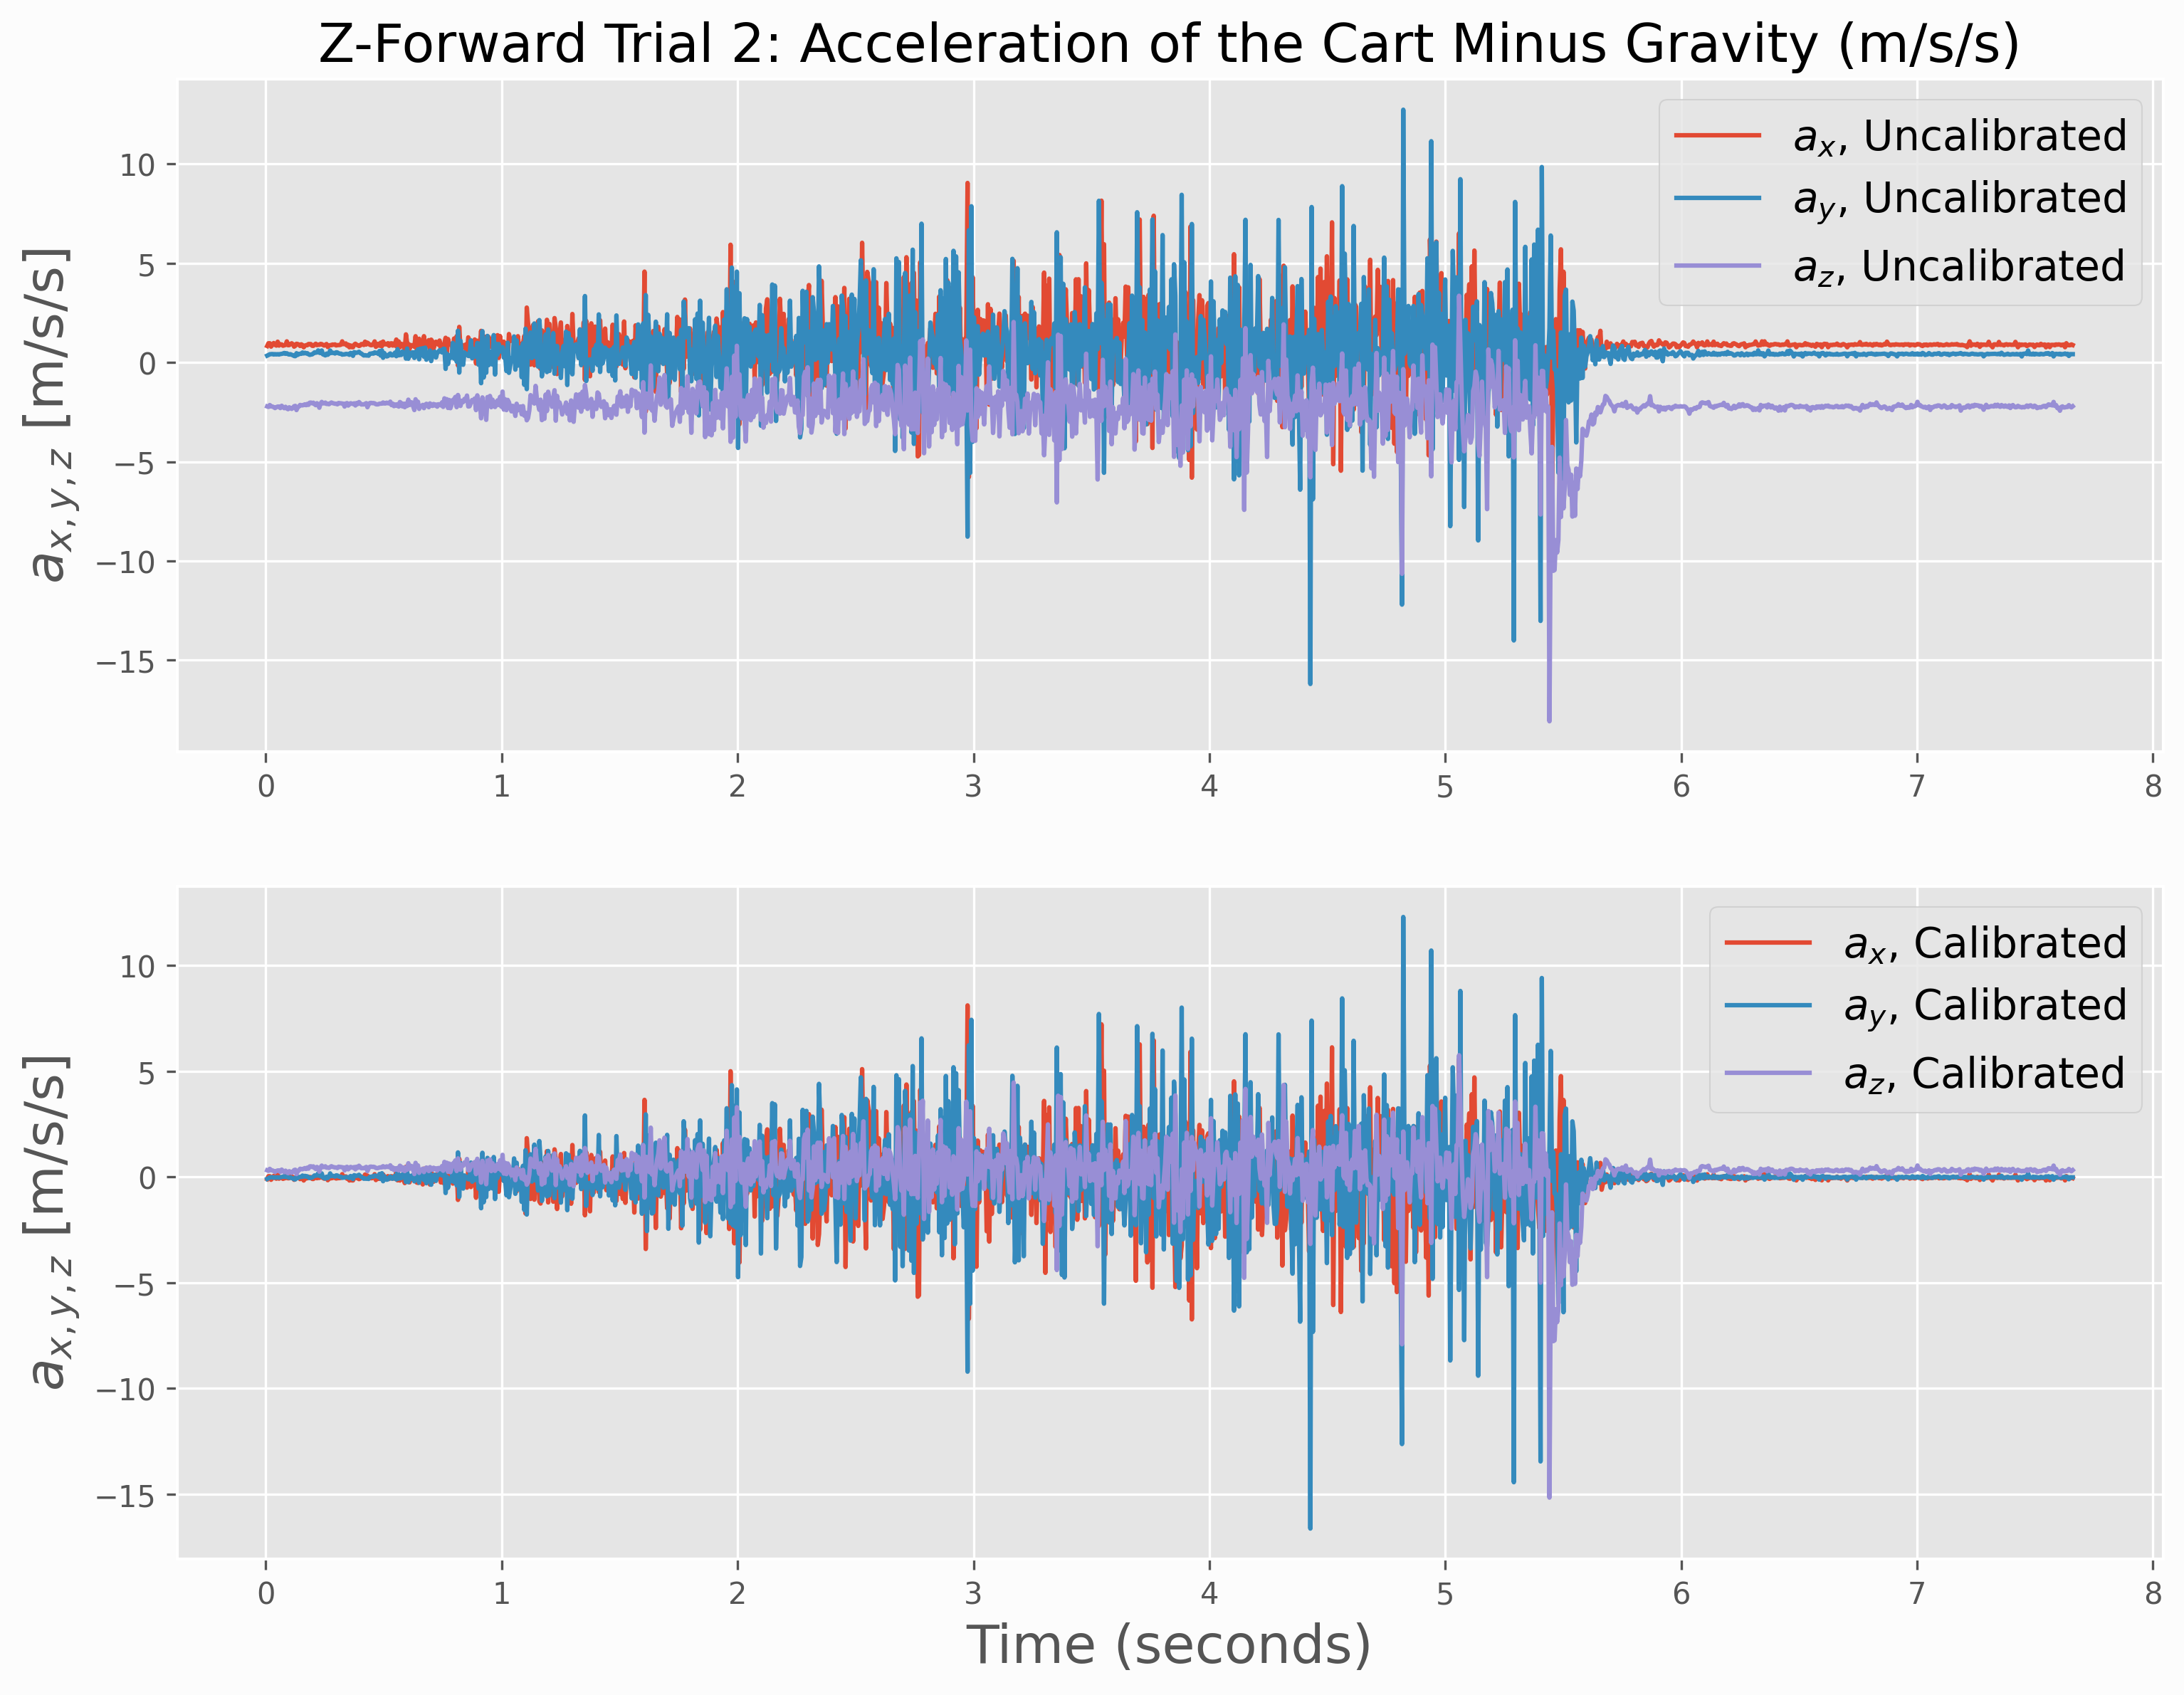 Z-Forward Trial 2: Acceleration of the Cart Minus Gravity (m/s/s)
a_x, Uncalibrated
a_y, Uncalibrated
a_z, Uncalibrated
10
5
0
−5
−10
−15
a_{x, y, z} [m/s/s]
0 1 2 3 4 5 6 7 8
a_x, Calibrated
a_y, Calibrated
a_z, Calibrated
10
5
0
−5
−10
−15
a_{x, y, z} [m/s/s]
0 1 2 3 4 5 6 7 8
Time (seconds)